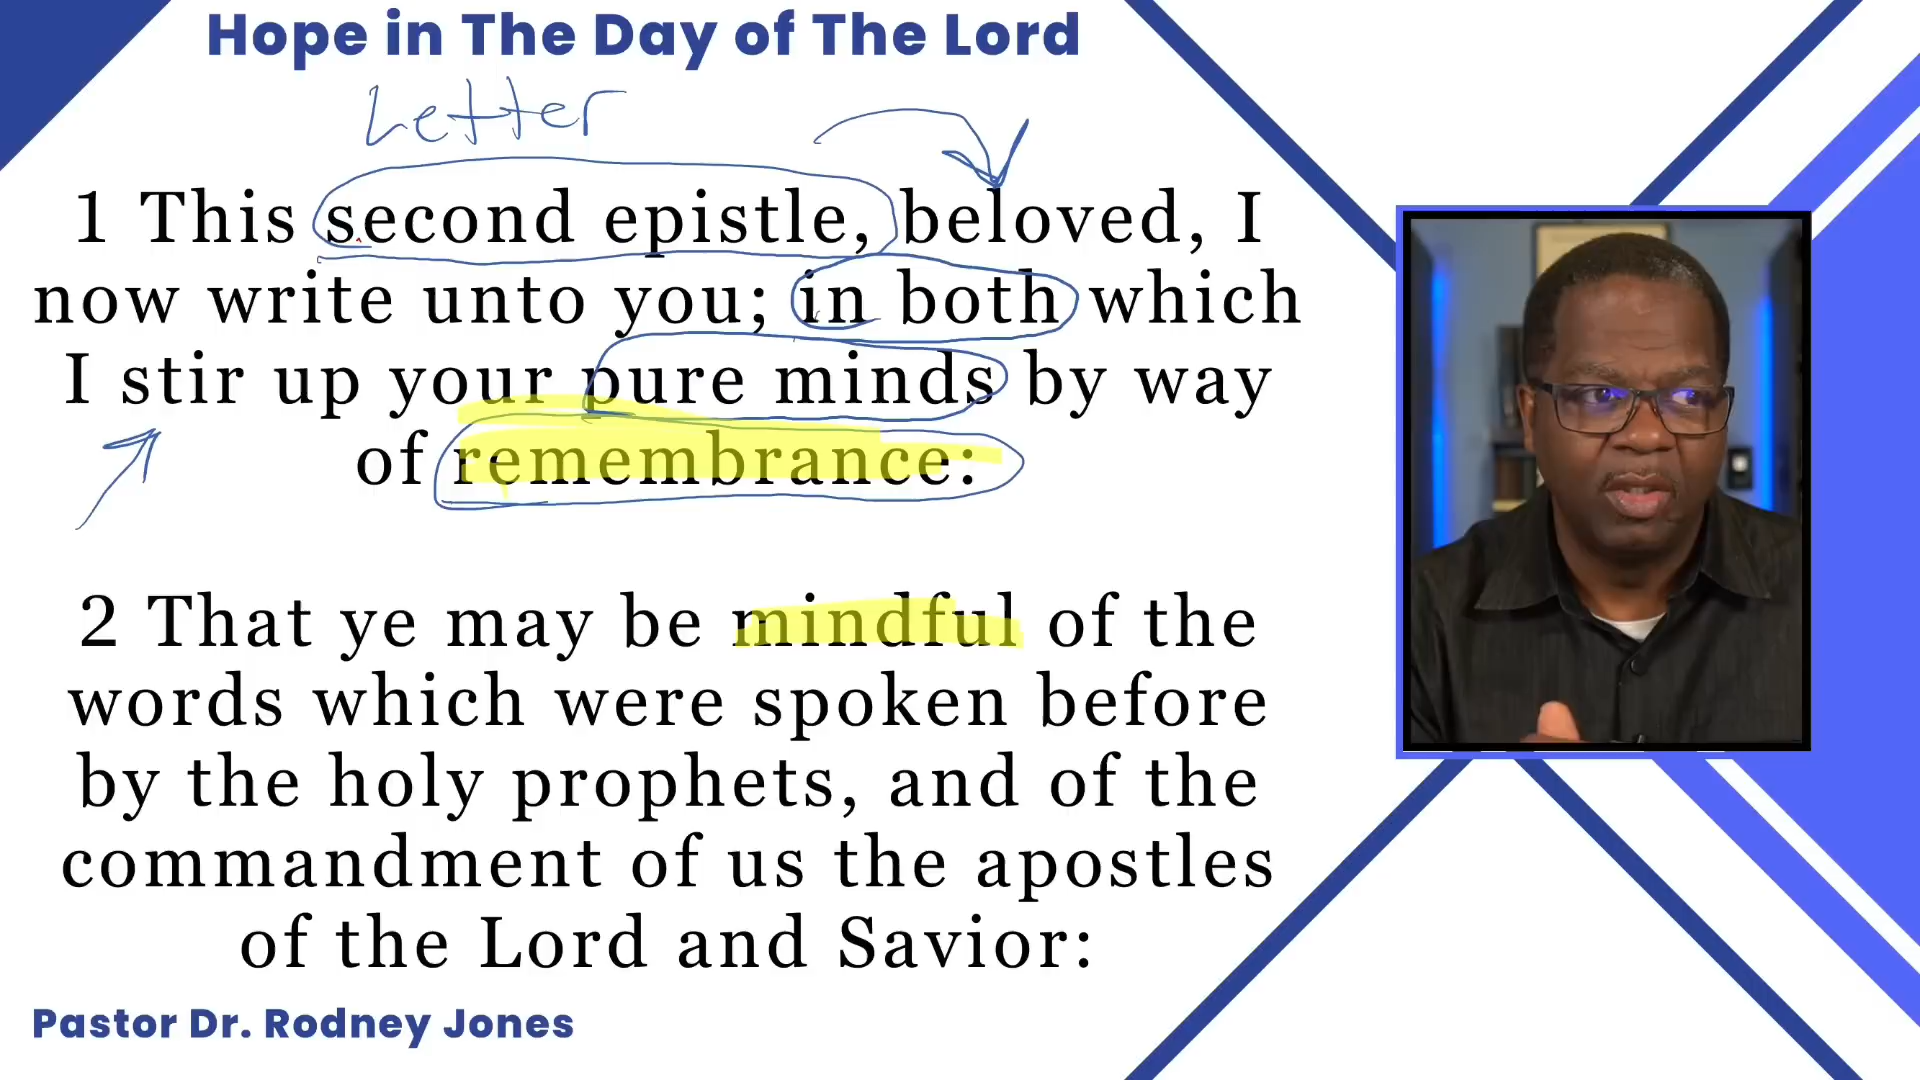 Hope in The Day of The Lord
Letter
1 This second epistle, beloved, I
now write unto you; in both which
I stir up your pure minds by way
of remembrance:
2 That ye may be mindful of the
words which were spoken before
by the holy prophets, and of the
commandment of us the apostles
of the Lord and Savior:
Pastor Dr. Rodney Jones